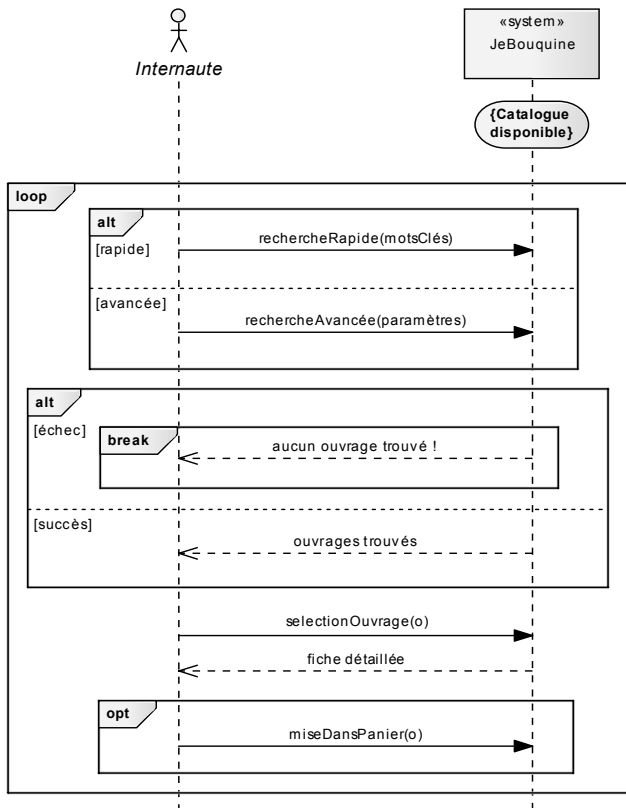 «system»
JeBouquine
Internaute
{Catalogue
disponible}
loop
alt
[rapide]
rechercheRapide(motsClés)
[avancée]
rechercheAvancée(paramètres)
alt
[échec]
break
aucun ouvrage trouvé !
[succès]
ouvrages trouvés
selectionOuvrage(o)
fiche détaillée
opt
miseDansPanier(o)